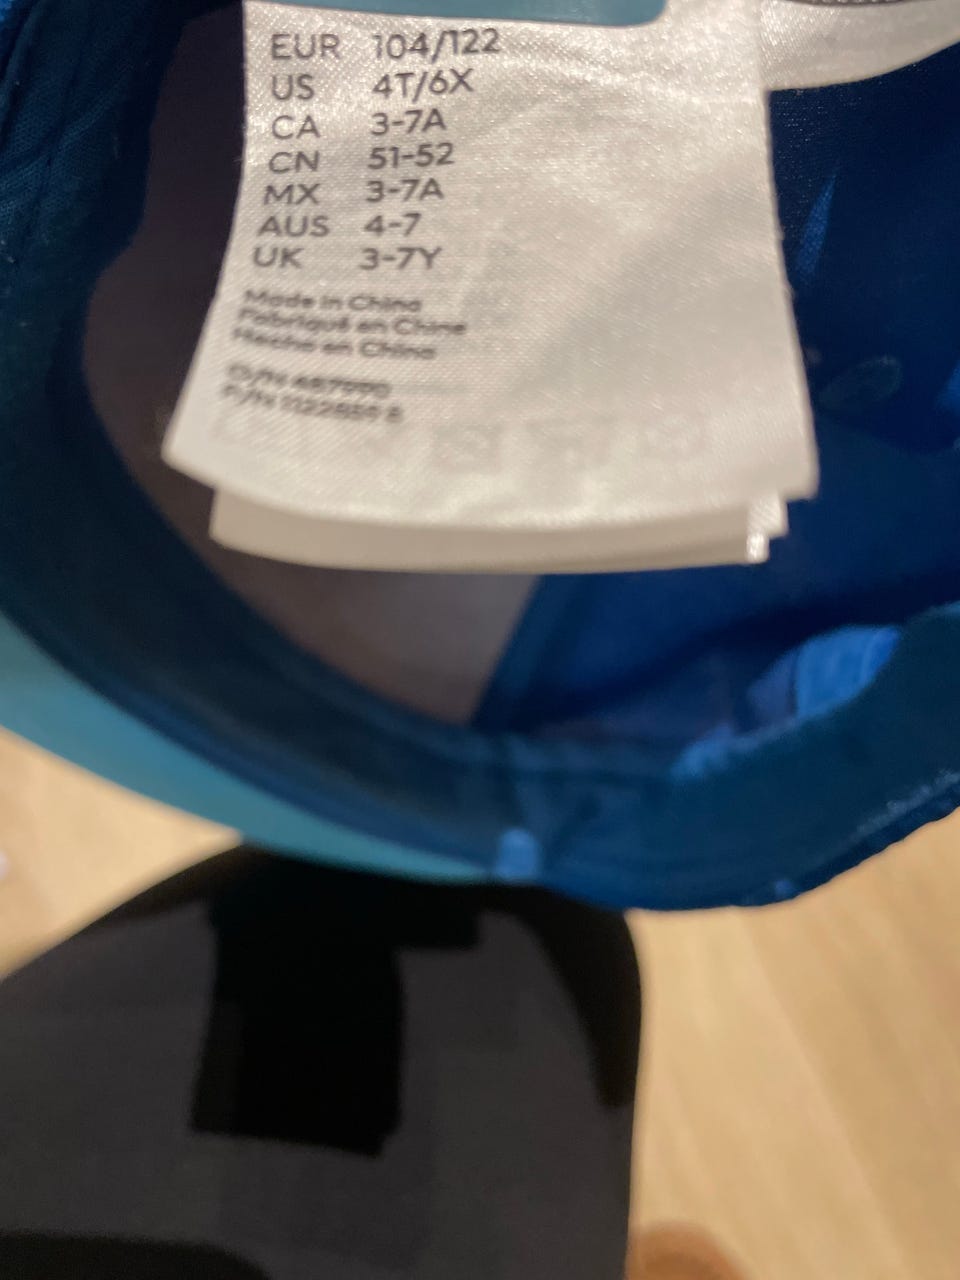 EUR 104/122
US 4T/6X
CA 3-7A
CN 51-52
MX 3-7A
AUS 4-7
UK 3-7Y
Made in China
Fabriqué en Chine
Hecho en China